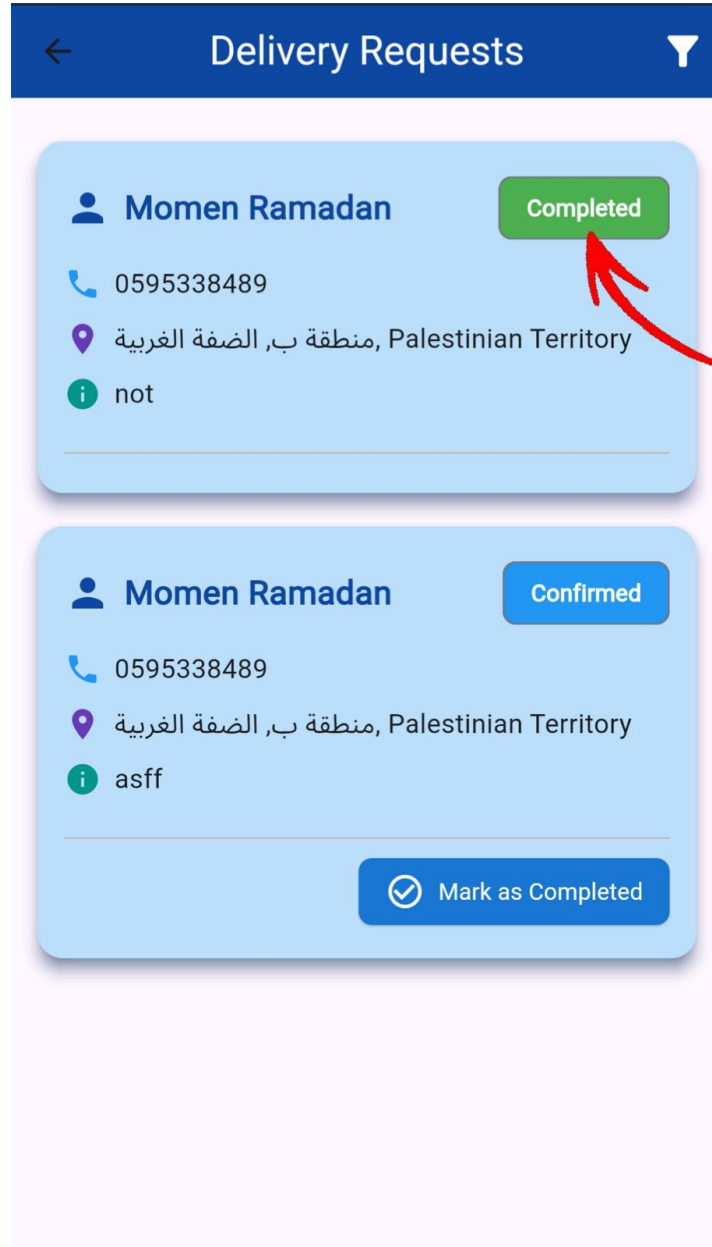 Delivery Requests
Momen Ramadan
Completed
0595338489
منطقة ب, الضفة الغربية, Palestinian Territory
not
Momen Ramadan
Confirmed
0595338489
منطقة ب, الضفة الغربية, Palestinian Territory
asff
Mark as Completed